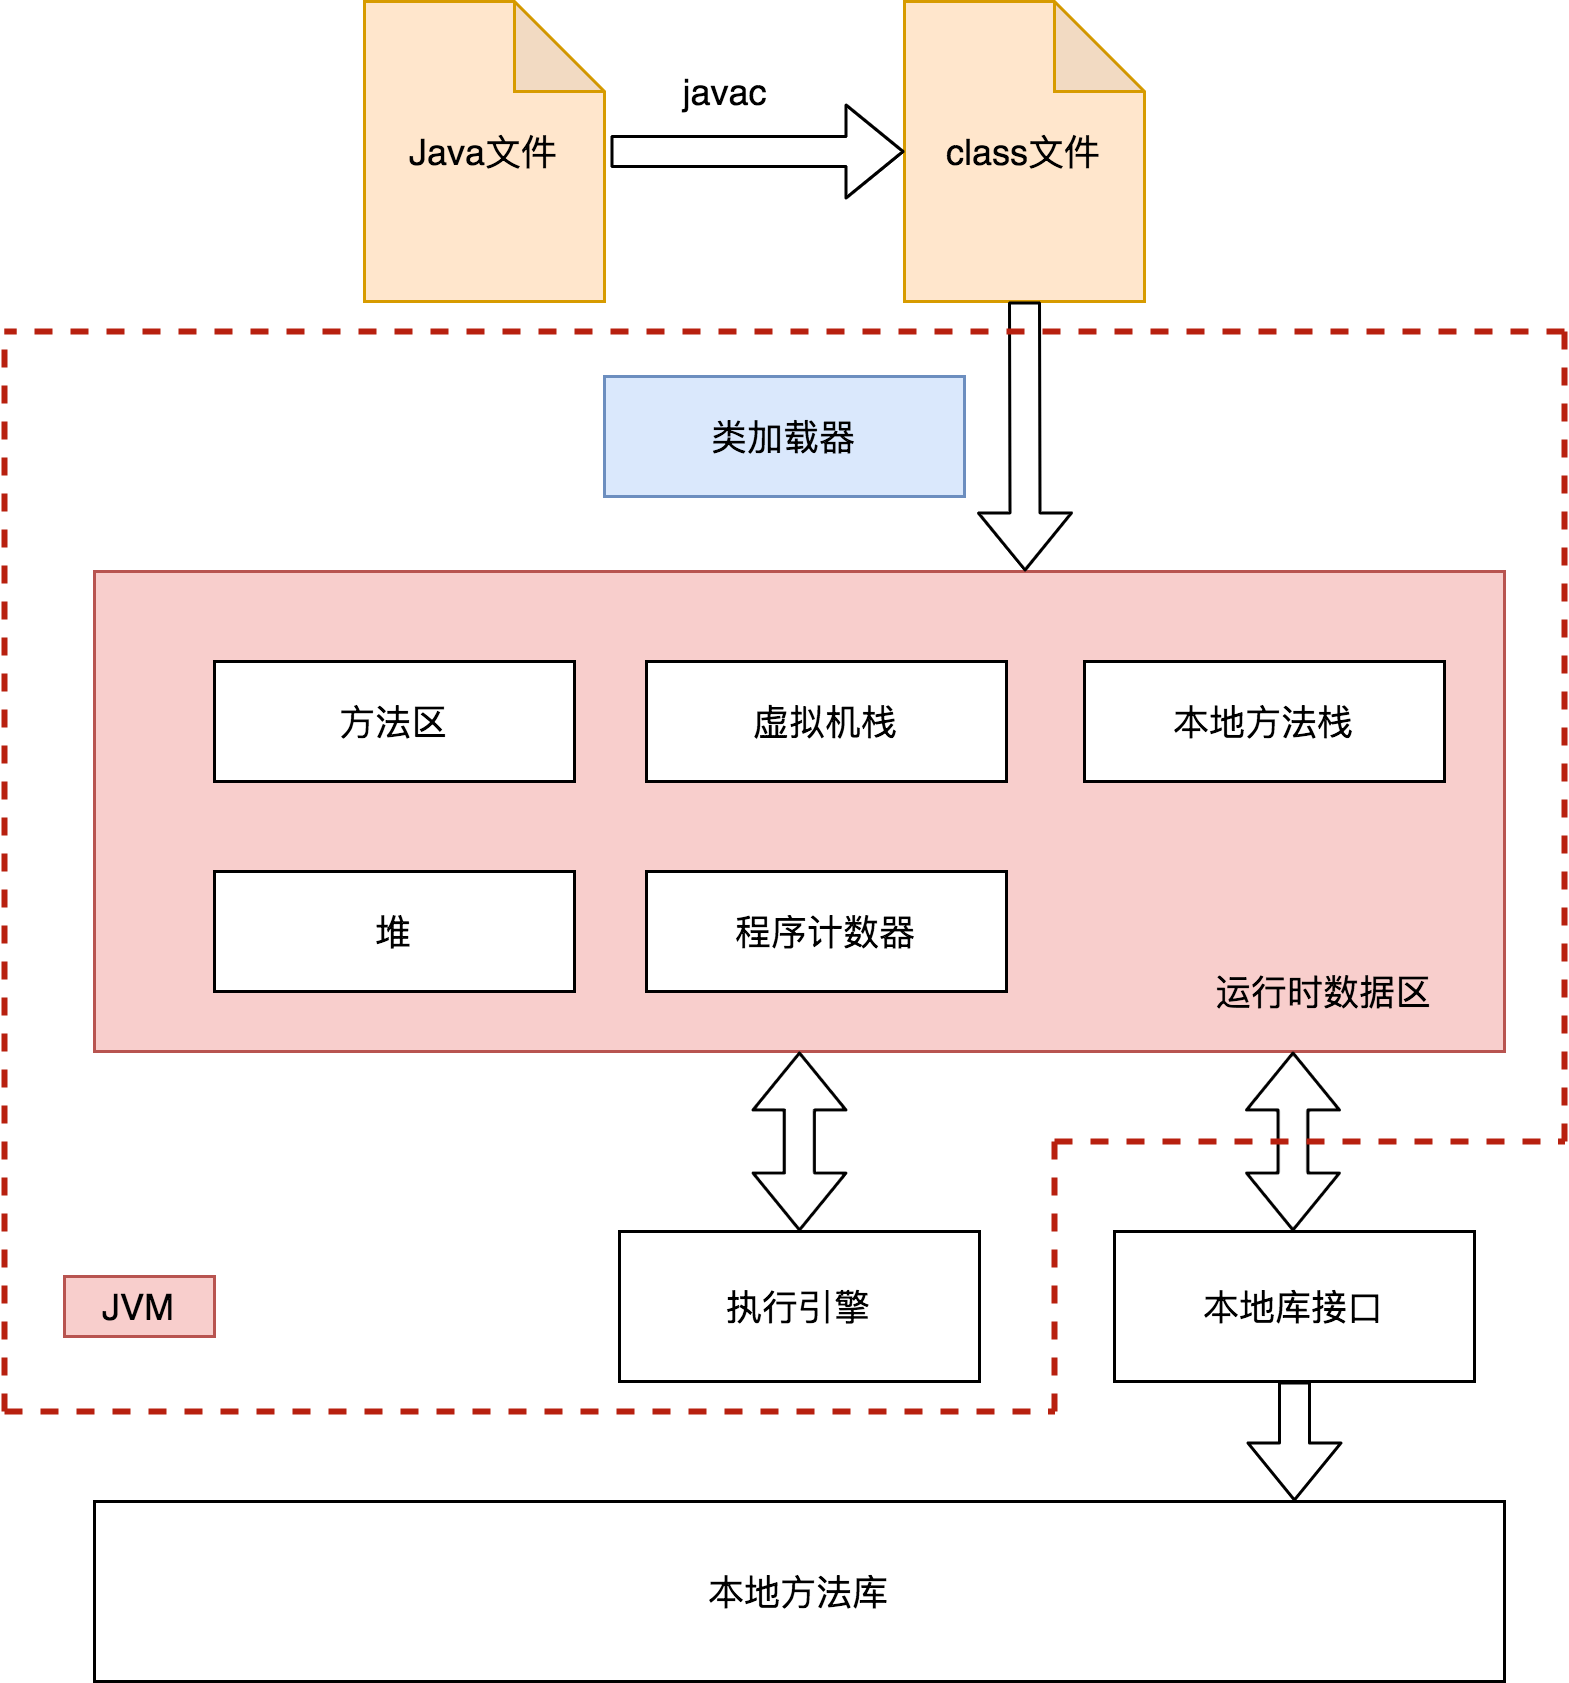 javac
Java文件
class文件
类加载器
方法区
虚拟机栈
本地方法栈
堆
程序计数器
运行时数据区
JVM
执行引擎
本地库接口
本地方法库